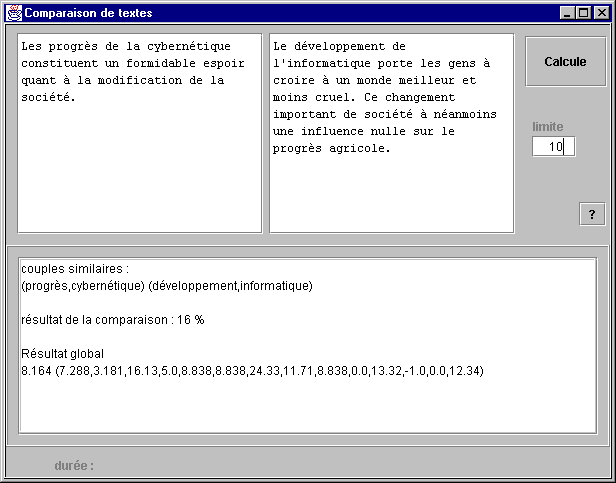 Comparaison de textes
Les progrès de la cybernétique
constituent un formidable espoir
quant à la modification de la
société.
Le développement de
l'informatique porte les gens à
croire à un monde meilleur et
moins cruel. Ce changement
important de société à néanmoins
une influence nulle sur le
progrès agricole.
Calcule
limite
10
?
couples similaires :
(progrès,cybernétique) (développement,informatique)
résultat de la comparaison : 16 %
Résultat global
8.164 (7.288,3.181,16.13,5.0,8.838,8.838,24.33,11.71,8.838,0.0,13.32,-1.0,0.0,12.34)
durée :